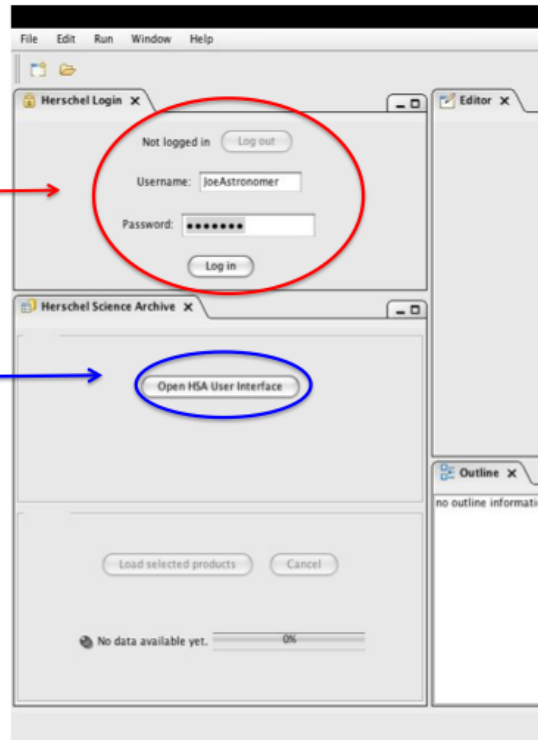 File Edit Run Window Help
Herschel Login
Editor
Not logged in Log out
Username: JoeAstronomer
Password: •••••••
Log in
Herschel Science Archive
Open HSA User Interface
Outline
no outline informati
Load selected products Cancel
No data available yet. 0%